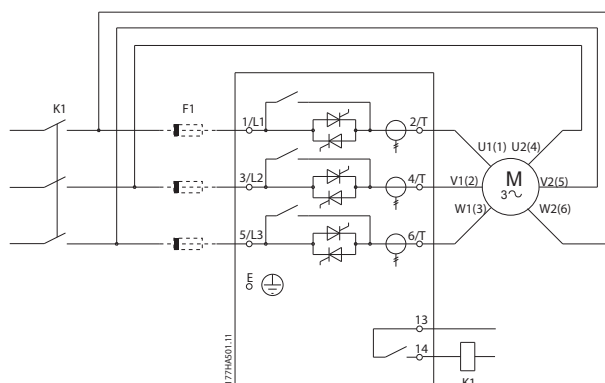 K1
F1
1/L1
2/T
U1(1) U2(4)
3/L2
4/T
V1(2)
M
3
V2(5)
5/L3
6/T
W1(3)
W2(6)
E
13
14
K1
177HA501.11